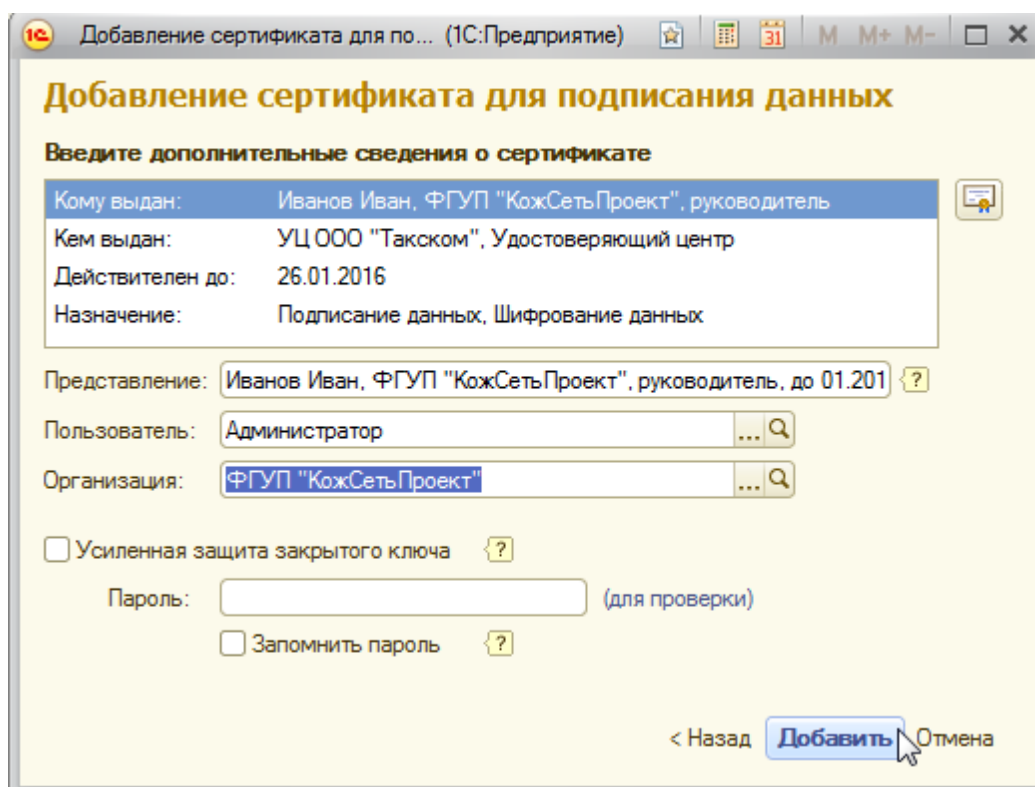 1С Добавление сертификата для по... (1С:Предприятие) 31 M M+ M-
Добавление сертификата для подписания данных
Введите дополнительные сведения о сертификате
Кому выдан: Иванов Иван, ФГУП "КожСетьПроект", руководитель
Кем выдан: УЦ ООО "Такском", Удостоверяющий центр
Действителен до: 26.01.2016
Назначение: Подписание данных, Шифрование данных
Представление: Иванов Иван, ФГУП "КожСетьПроект", руководитель, до 01.201 ?
Пользователь: Администратор ...
Организация: ФГУП "КожСетьПроект" ...
Усиленная защита закрытого ключа ?
Пароль: (для проверки)
Запомнить пароль ?
< Назад Добавить Отмена